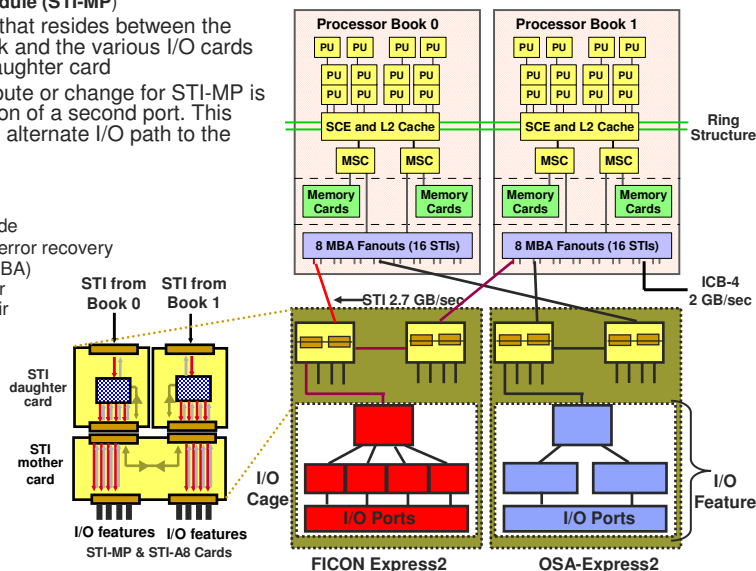 dule (STI-MP)
that resides between the
k and the various I/O cards
aughter card
bute or change for STI-MP is
on of a second port. This
alternate I/O path to the
de
error recovery
BA)
r
ir
Processor Book 0
PU PU
PU PU
PU PU
PU PU
PU PU
PU PU
SCE and L2 Cache
MSC
MSC
Memory
Cards
Memory
Cards
8 MBA Fanouts (16 STIs)
Processor Book 1
PU PU
PU PU
PU PU
PU PU
PU PU
PU PU
SCE and L2 Cache
MSC
MSC
Memory
Cards
Memory
Cards
8 MBA Fanouts (16 STIs)
Ring
Structure
ICB-4
2 GB/sec
STI 2.7 GB/sec
STI from
Book 0
STI from
Book 1
STI
daughter
card
STI
mother
card
I/O features
I/O features
STI-MP & STI-A8 Cards
I/O
Cage
I/O Ports
I/O Ports
I/O
Feature
FICON Express2
OSA-Express2